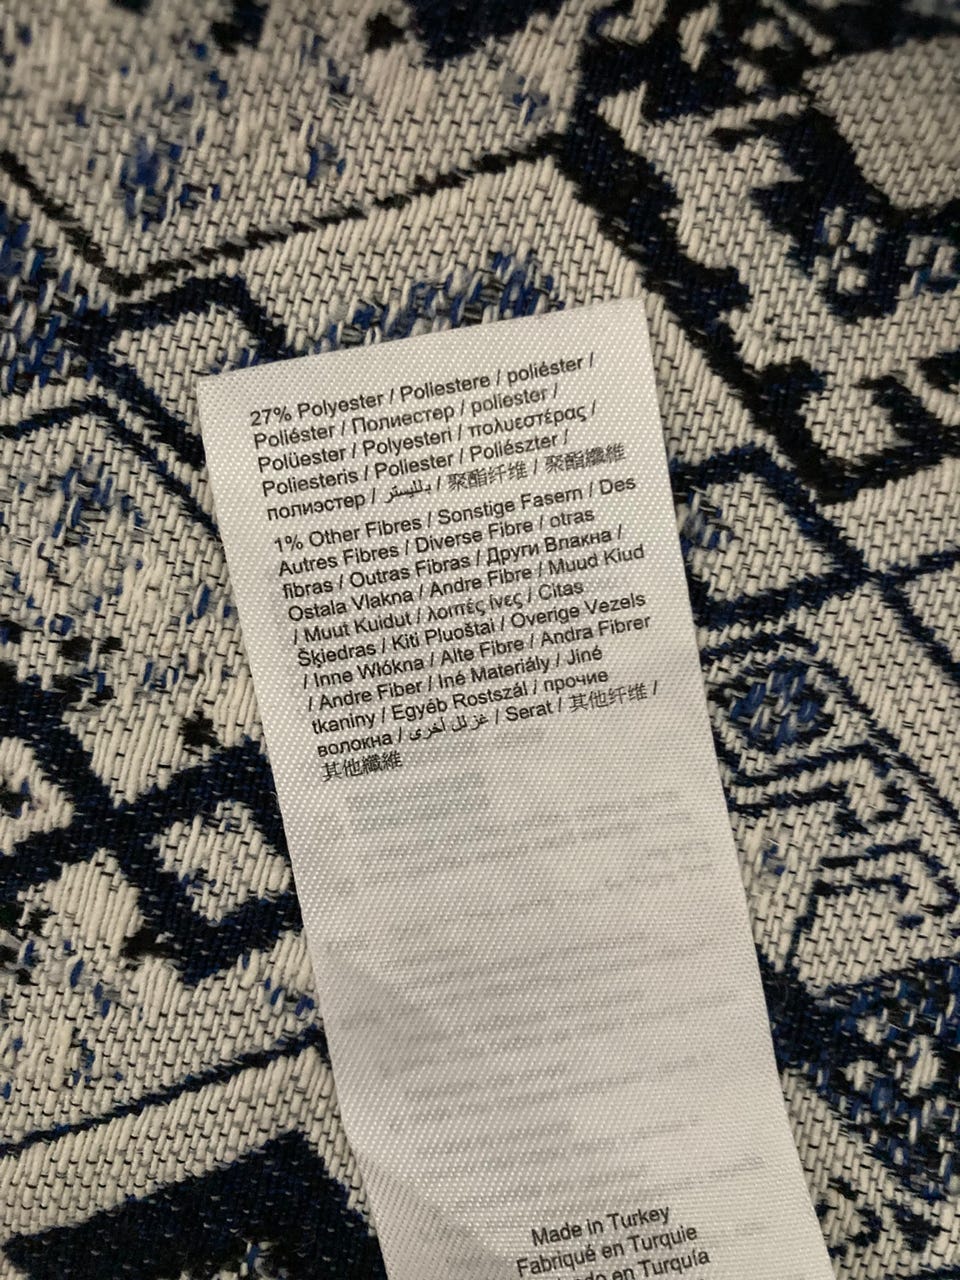 27% Polyester / Poliestere / poliéster /
Poliéster / Полиестер / poliester /
Polüester / Polyesteri / πολυεστέρας /
Poliesteris / Poliester / Poliészter /
полиэстер / بلليستر / 聚酯纤维 / 聚酯纖維
1% Other Fibres / Sonstige Fasern / Des
Autres Fibres / Diverse Fibre / otras
fibras / Outras Fibras / Други Влакна /
Ostala Vlakna / Andre Fibre / Muud Kiud
/ Muut Kuidut / λοιπές ίνες / Citas
Šķiedras / Kiti Pluoštai / Overige Vezels
/ Inne Włókna / Alte Fibre / Andra Fibrer
/ Andre Fiber / Iné Materiály / Jiné
tkaniny / Egyéb Rostszál / прочие
волокна / غزلل أخرى / Serat / 其他纤维 /
其他纖維
Made in Turkey
Fabriqué en Turquie
en Turquía